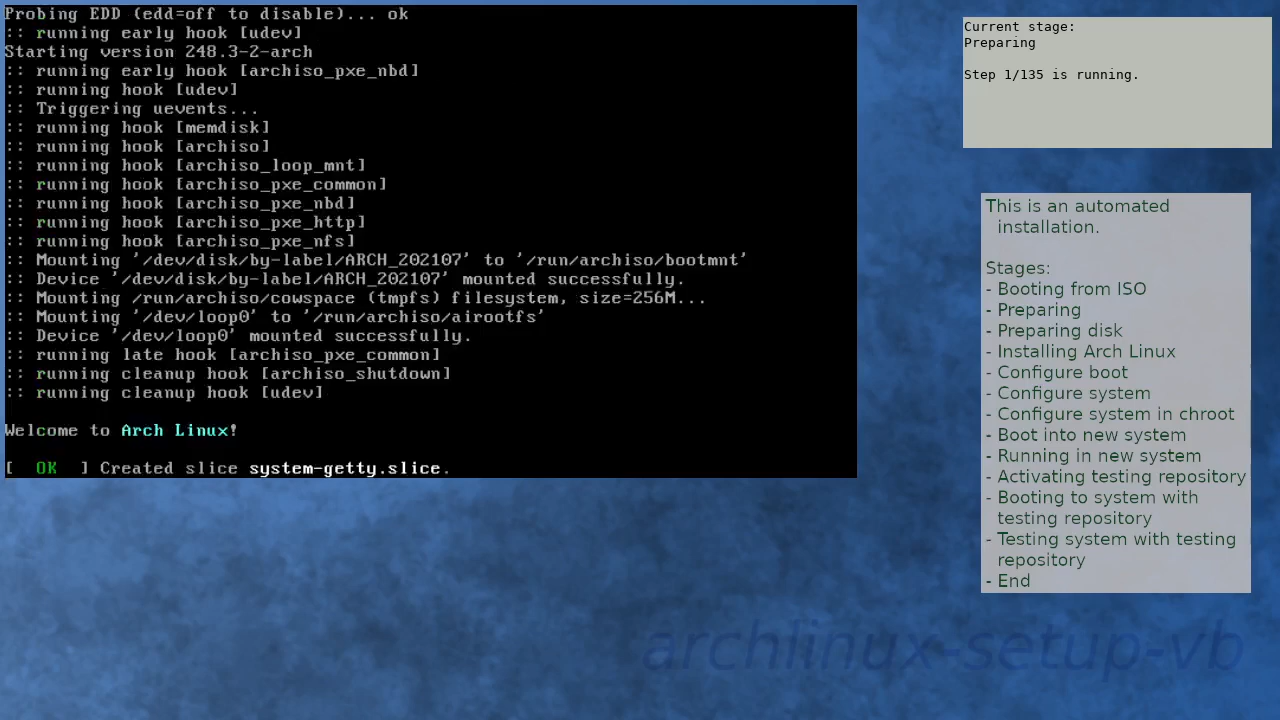 Probing EDD (edd=off to disable)... ok
:: running early hook [udev]
Starting version 248.3-2-arch
:: running early hook [archiso_pxe_nbd]
:: running hook [udev]
:: Triggering uevents...
:: running hook [memdisk]
:: running hook [archiso]
:: running hook [archiso_loop_mnt]
:: running hook [archiso_pxe_common]
:: running hook [archiso_pxe_nbd]
:: running hook [archiso_pxe_http]
:: running hook [archiso_pxe_nfs]
:: Mounting '/dev/disk/by-label/ARCH_202107' to '/run/archiso/bootmnt'
:: Device '/dev/disk/by-label/ARCH_202107' mounted successfully.
:: Mounting /run/archiso/cowspace (tmpfs) filesystem, size=256M...
:: Mounting '/dev/loop0' to '/run/archiso/airootfs'
:: Device '/dev/loop0' mounted successfully.
:: running late hook [archiso_pxe_common]
:: running cleanup hook [archiso_shutdown]
:: running cleanup hook [udev]
Welcome to Arch Linux!
[  OK  ] Created slice system-getty.slice.
Current stage:
Preparing
Step 1/135 is running.
This is an automated
installation.
Stages:
- Booting from ISO
- Preparing
- Preparing disk
- Installing Arch Linux
- Configure boot
- Configure system
- Configure system in chroot
- Boot into new system
- Running in new system
- Activating testing repository
- Booting to system with
testing repository
- Testing system with testing
repository
- End
archlinux-setup-vb